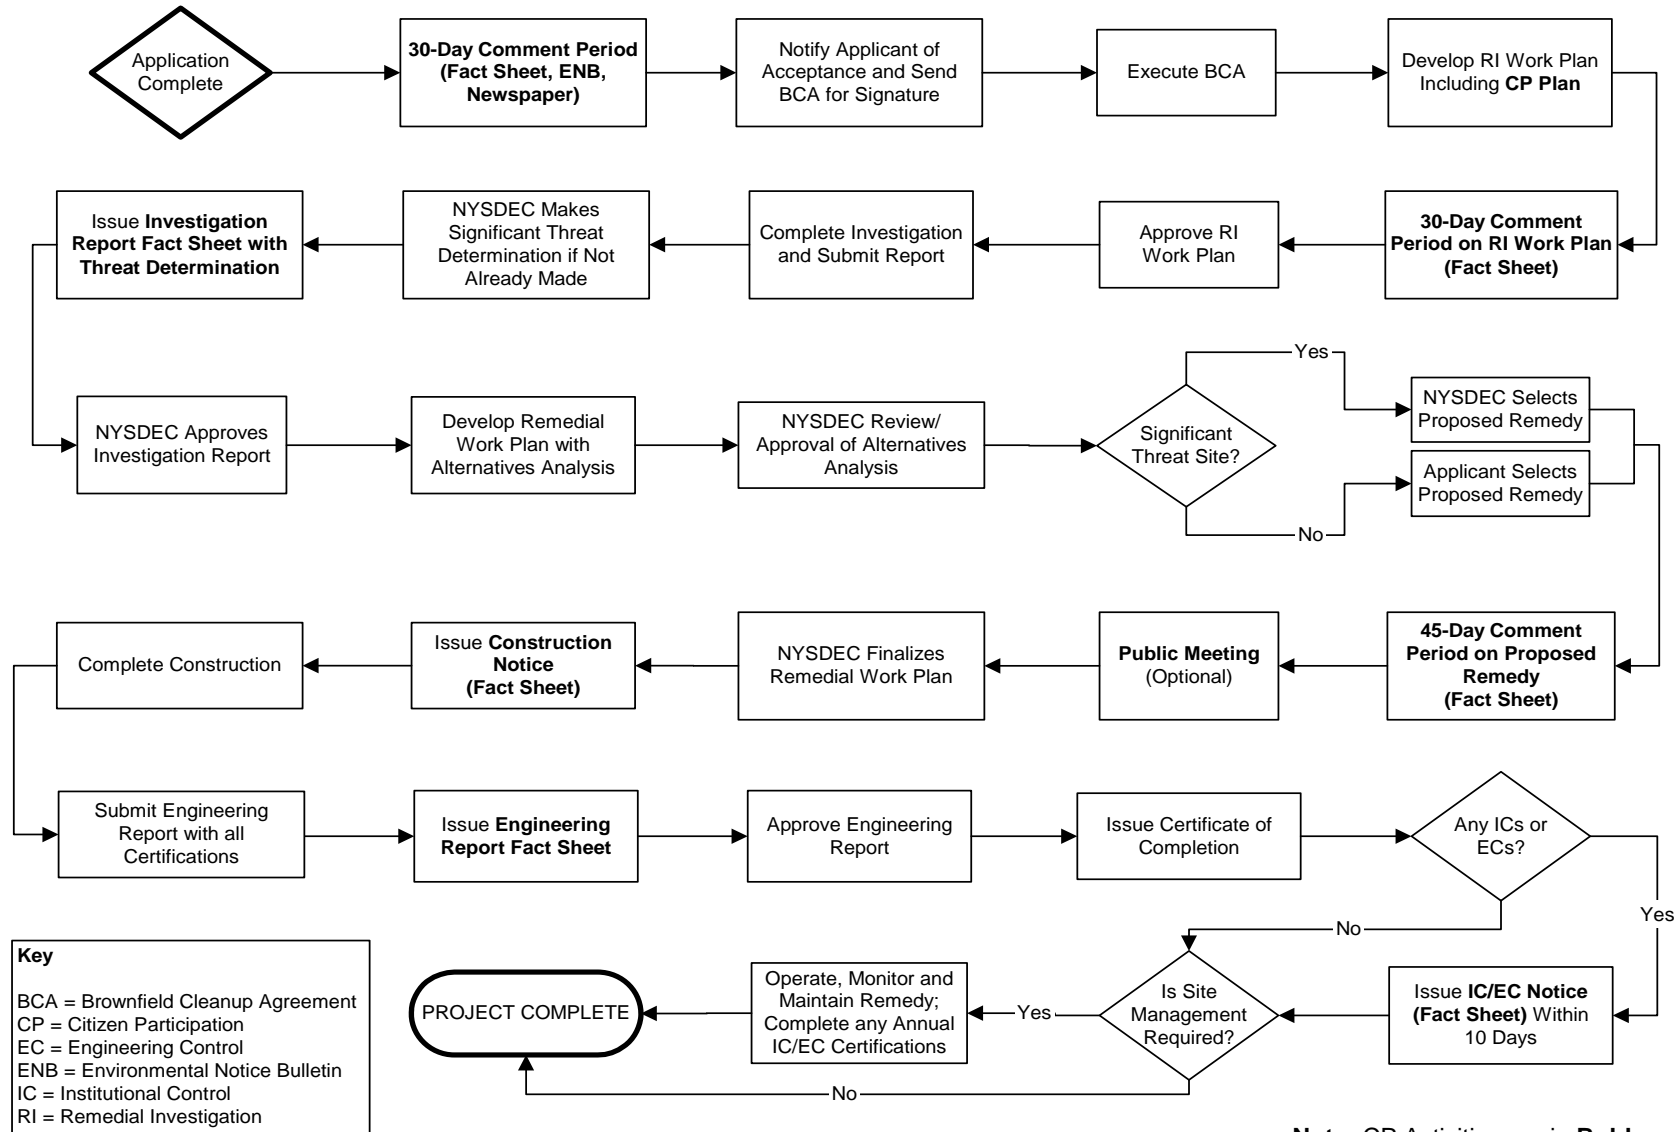 Application
Complete
30-Day Comment Period
(Fact Sheet, ENB,
Newspaper)
Notify Applicant of
Acceptance and Send
BCA for Signature
Execute BCA
Develop RI Work Plan
Including CP Plan
30-Day Comment
Period on RI Work Plan
(Fact Sheet)
Approve RI
Work Plan
Complete Investigation
and Submit Report
NYSDEC Makes
Significant Threat
Determination if Not
Already Made
Issue Investigation
Report Fact Sheet with
Threat Determination
NYSDEC Approves
Investigation Report
Develop Remedial
Work Plan with
Alternatives Analysis
NYSDEC Review/
Approval of Alternatives
Analysis
Significant
Threat Site?
Yes
No
NYSDEC Selects
Proposed Remedy
Applicant Selects
Proposed Remedy
45-Day Comment
Period on Proposed
Remedy
(Fact Sheet)
Public Meeting
(Optional)
NYSDEC Finalizes
Remedial Work Plan
Issue Construction
Notice
(Fact Sheet)
Complete Construction
Submit Engineering
Report with all
Certifications
Issue Engineering
Report Fact Sheet
Approve Engineering
Report
Issue Certificate of
Completion
Any ICs or
ECs?
Yes
No
Issue IC/EC Notice
(Fact Sheet) Within
10 Days
Is Site
Management
Required?
Yes
No
Operate, Monitor and
Maintain Remedy;
Complete any Annual
IC/EC Certifications
PROJECT COMPLETE
Key
BCA = Brownfield Cleanup Agreement
CP = Citizen Participation
EC = Engineering Control
ENB = Environmental Notice Bulletin
IC = Institutional Control
RI = Remedial Investigation